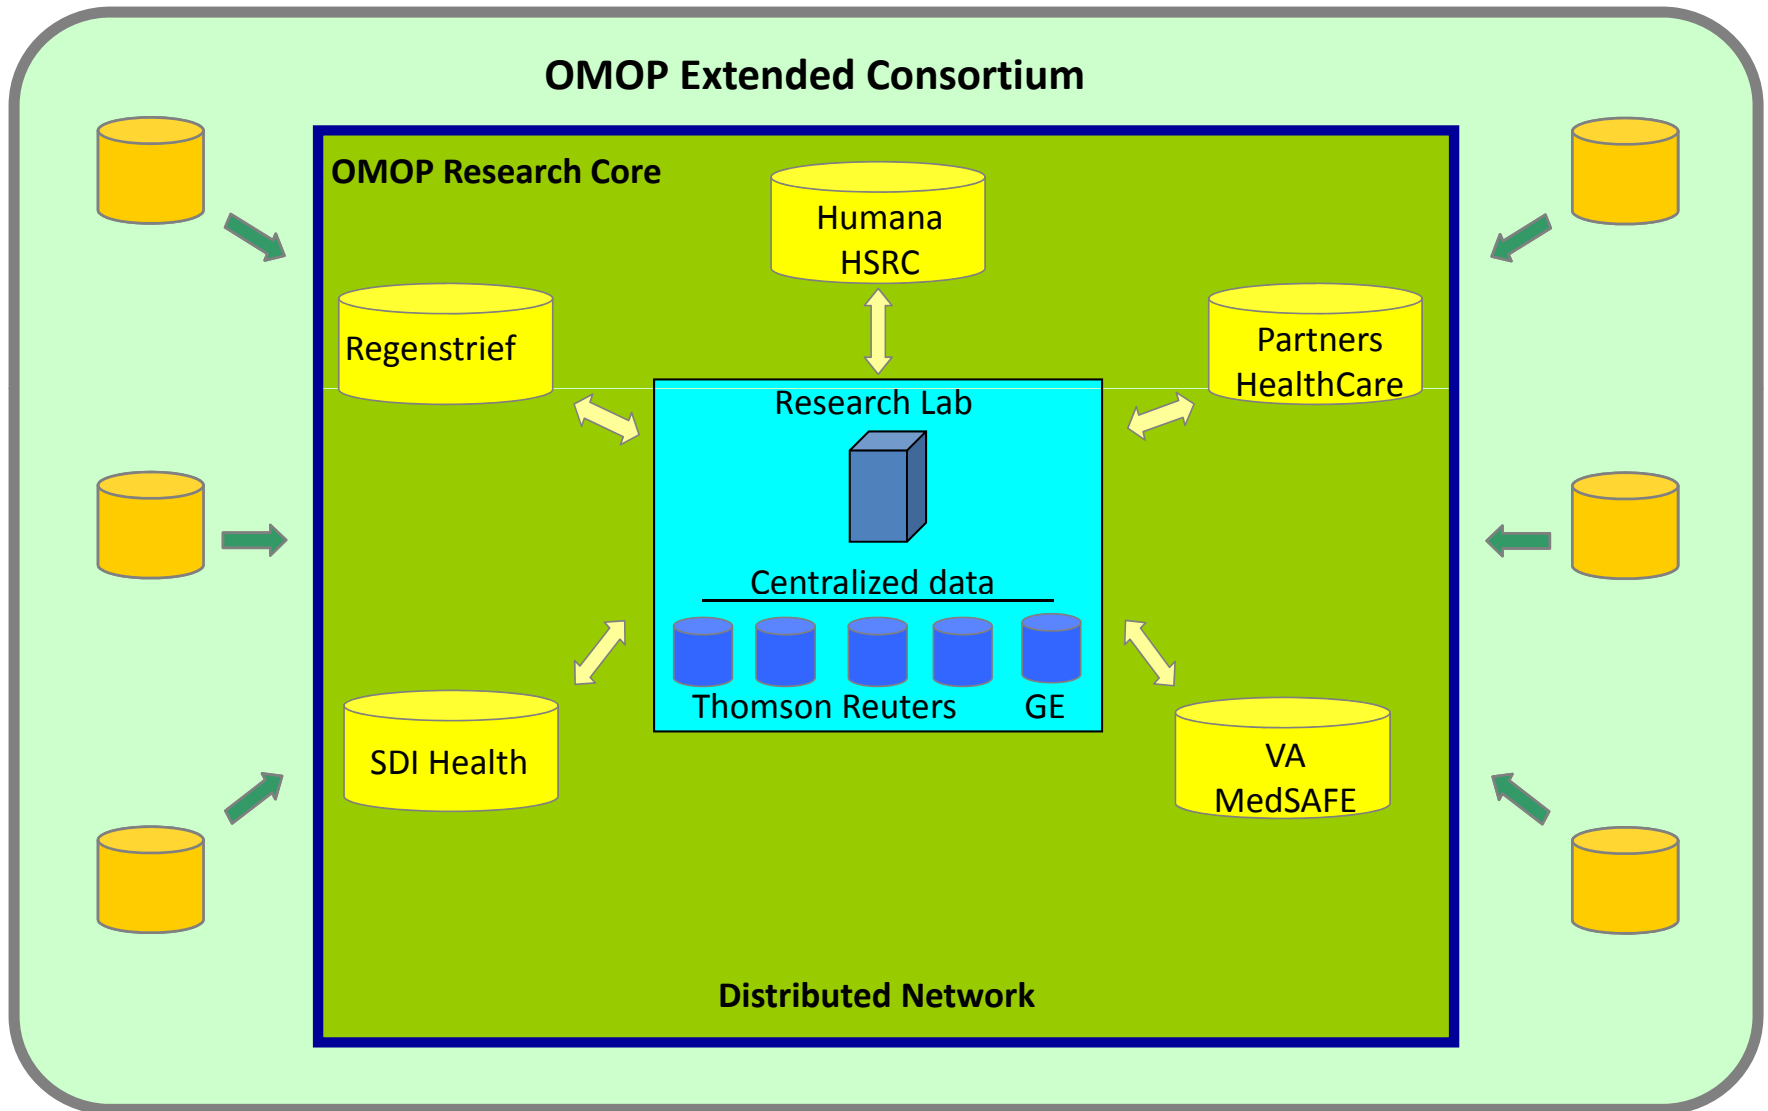 OMOP Extended Consortium
OMOP Research Core
Humana
HSRC
Regenstrief
Partners
HealthCare
Research Lab
Centralized data
Thomson Reuters
GE
SDI Health
VA
MedSAFE
Distributed Network